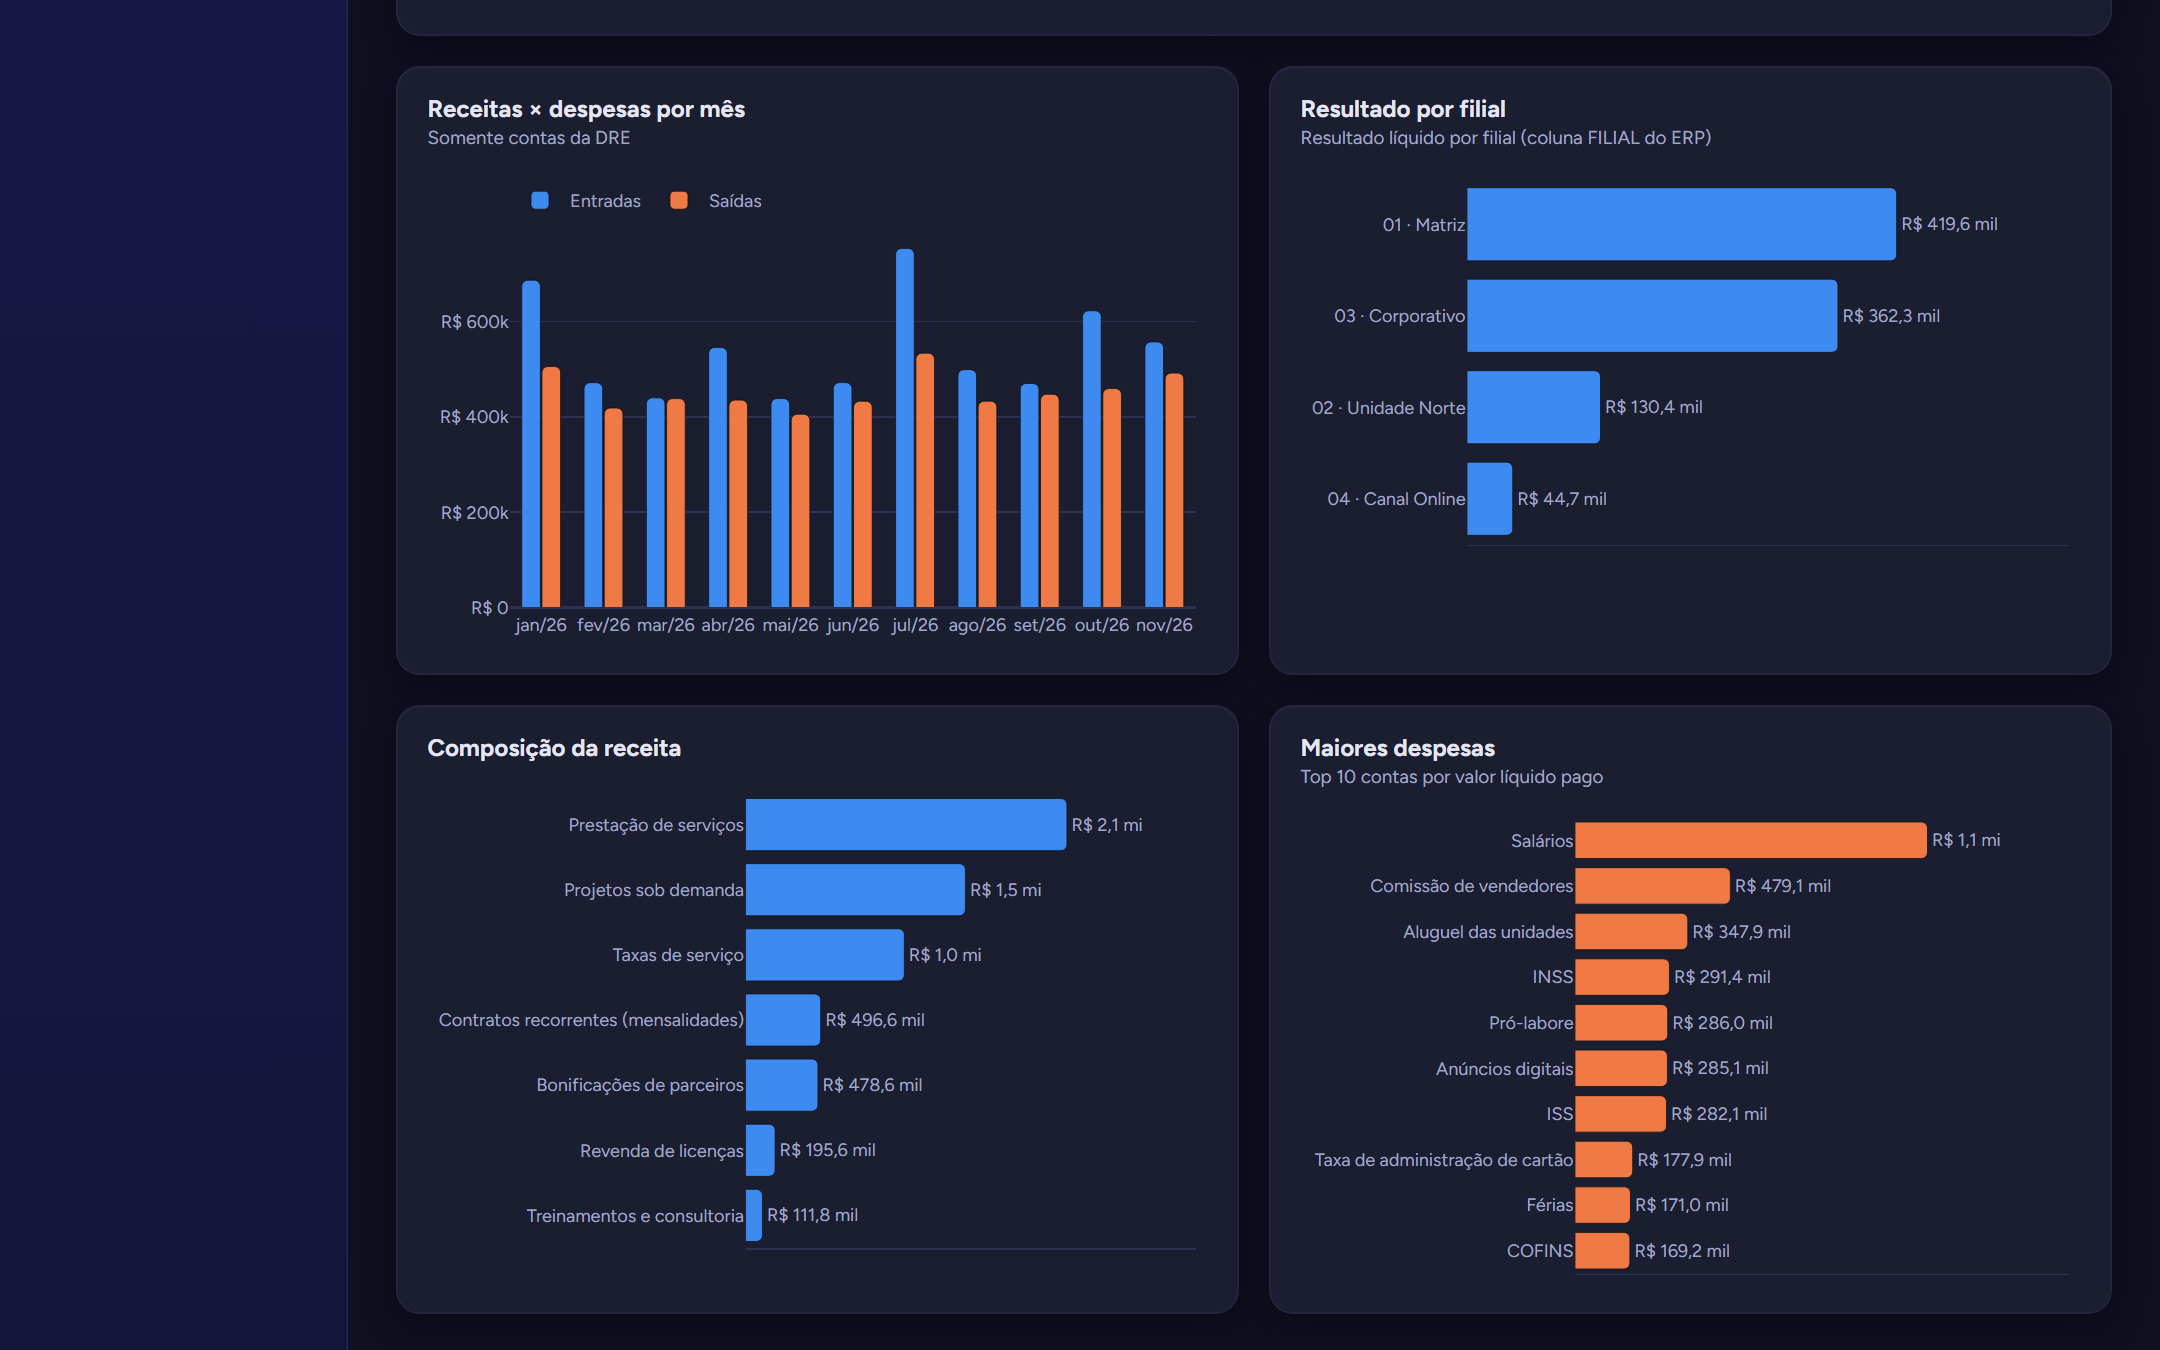 Receitas × despesas por mês
Somente contas da DRE
Entradas Saídas
R$ 600k
R$ 400k
R$ 200k
R$ 0
jan/26 fev/26 mar/26 abr/26 mai/26 jun/26 jul/26 ago/26 set/26 out/26 nov/26
Resultado por filial
Resultado líquido por filial (coluna FILIAL do ERP)
01 · Matriz R$ 419,6 mil
03 · Corporativo R$ 362,3 mil
02 · Unidade Norte R$ 130,4 mil
04 · Canal Online R$ 44,7 mil
Composição da receita
Prestação de serviços R$ 2,1 mi
Projetos sob demanda R$ 1,5 mi
Taxas de serviço R$ 1,0 mi
Contratos recorrentes (mensalidades) R$ 496,6 mil
Bonificações de parceiros R$ 478,6 mil
Revenda de licenças R$ 195,6 mil
Treinamentos e consultoria R$ 111,8 mil
Maiores despesas
Top 10 contas por valor líquido pago
Salários R$ 1,1 mi
Comissão de vendedores R$ 479,1 mil
Aluguel das unidades R$ 347,9 mil
INSS R$ 291,4 mil
Pró-labore R$ 286,0 mil
Anúncios digitais R$ 285,1 mil
ISS R$ 282,1 mil
Taxa de administração de cartão R$ 177,9 mil
Férias R$ 171,0 mil
COFINS R$ 169,2 mil